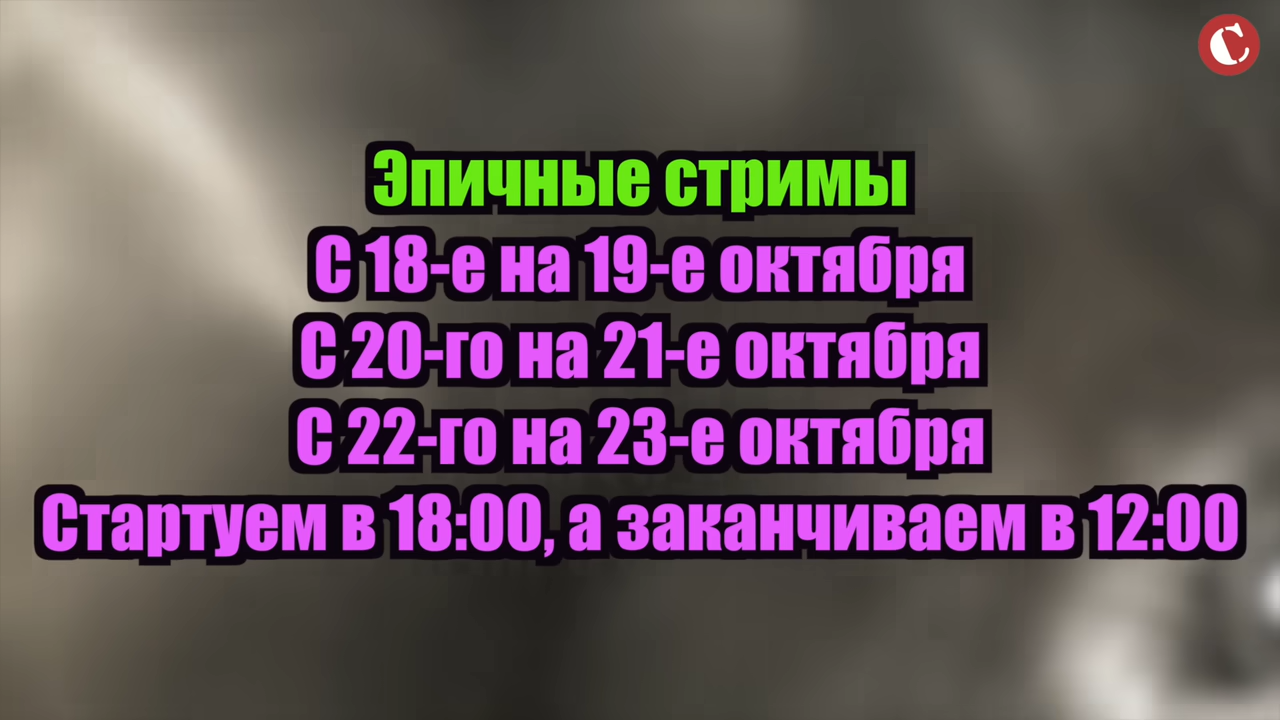 Эпичные стримы
С 18-е на 19-е октября
С 20-го на 21-е октября
С 22-го на 23-е октября
Стартуем в 18:00, а заканчиваем в 12:00